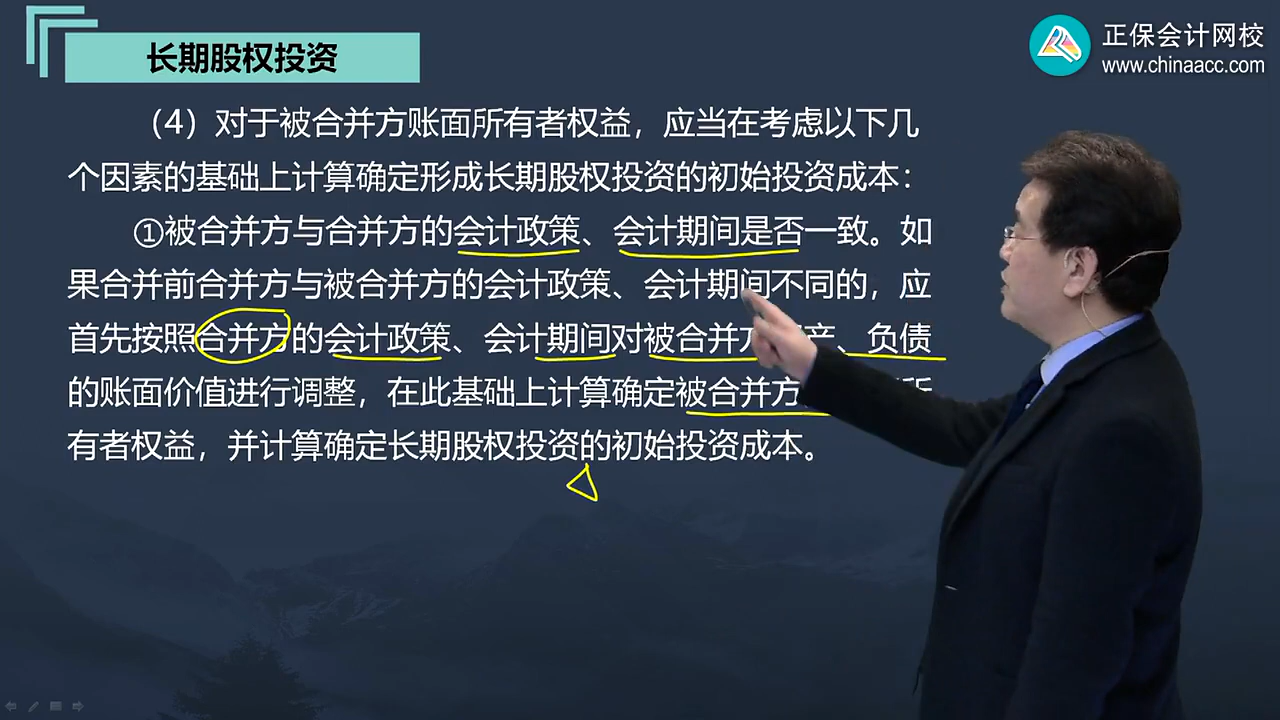 长期股权投资
正保会计网校
www.chinaacc.com
（4）对于被合并方账面所有者权益，应当在考虑以下几
个因素的基础上计算确定形成长期股权投资的初始投资成本：
①被合并方与合并方的会计政策、会计期间是否一致。如
果合并前合并方与被合并方的会计政策、会计期间不同的，应
首先按照合并方的会计政策、会计期间对被合并方产、负债
的账面价值进行调整，在此基础上计算确定被合并方所
有者权益，并计算确定长期股权投资的初始投资成本。